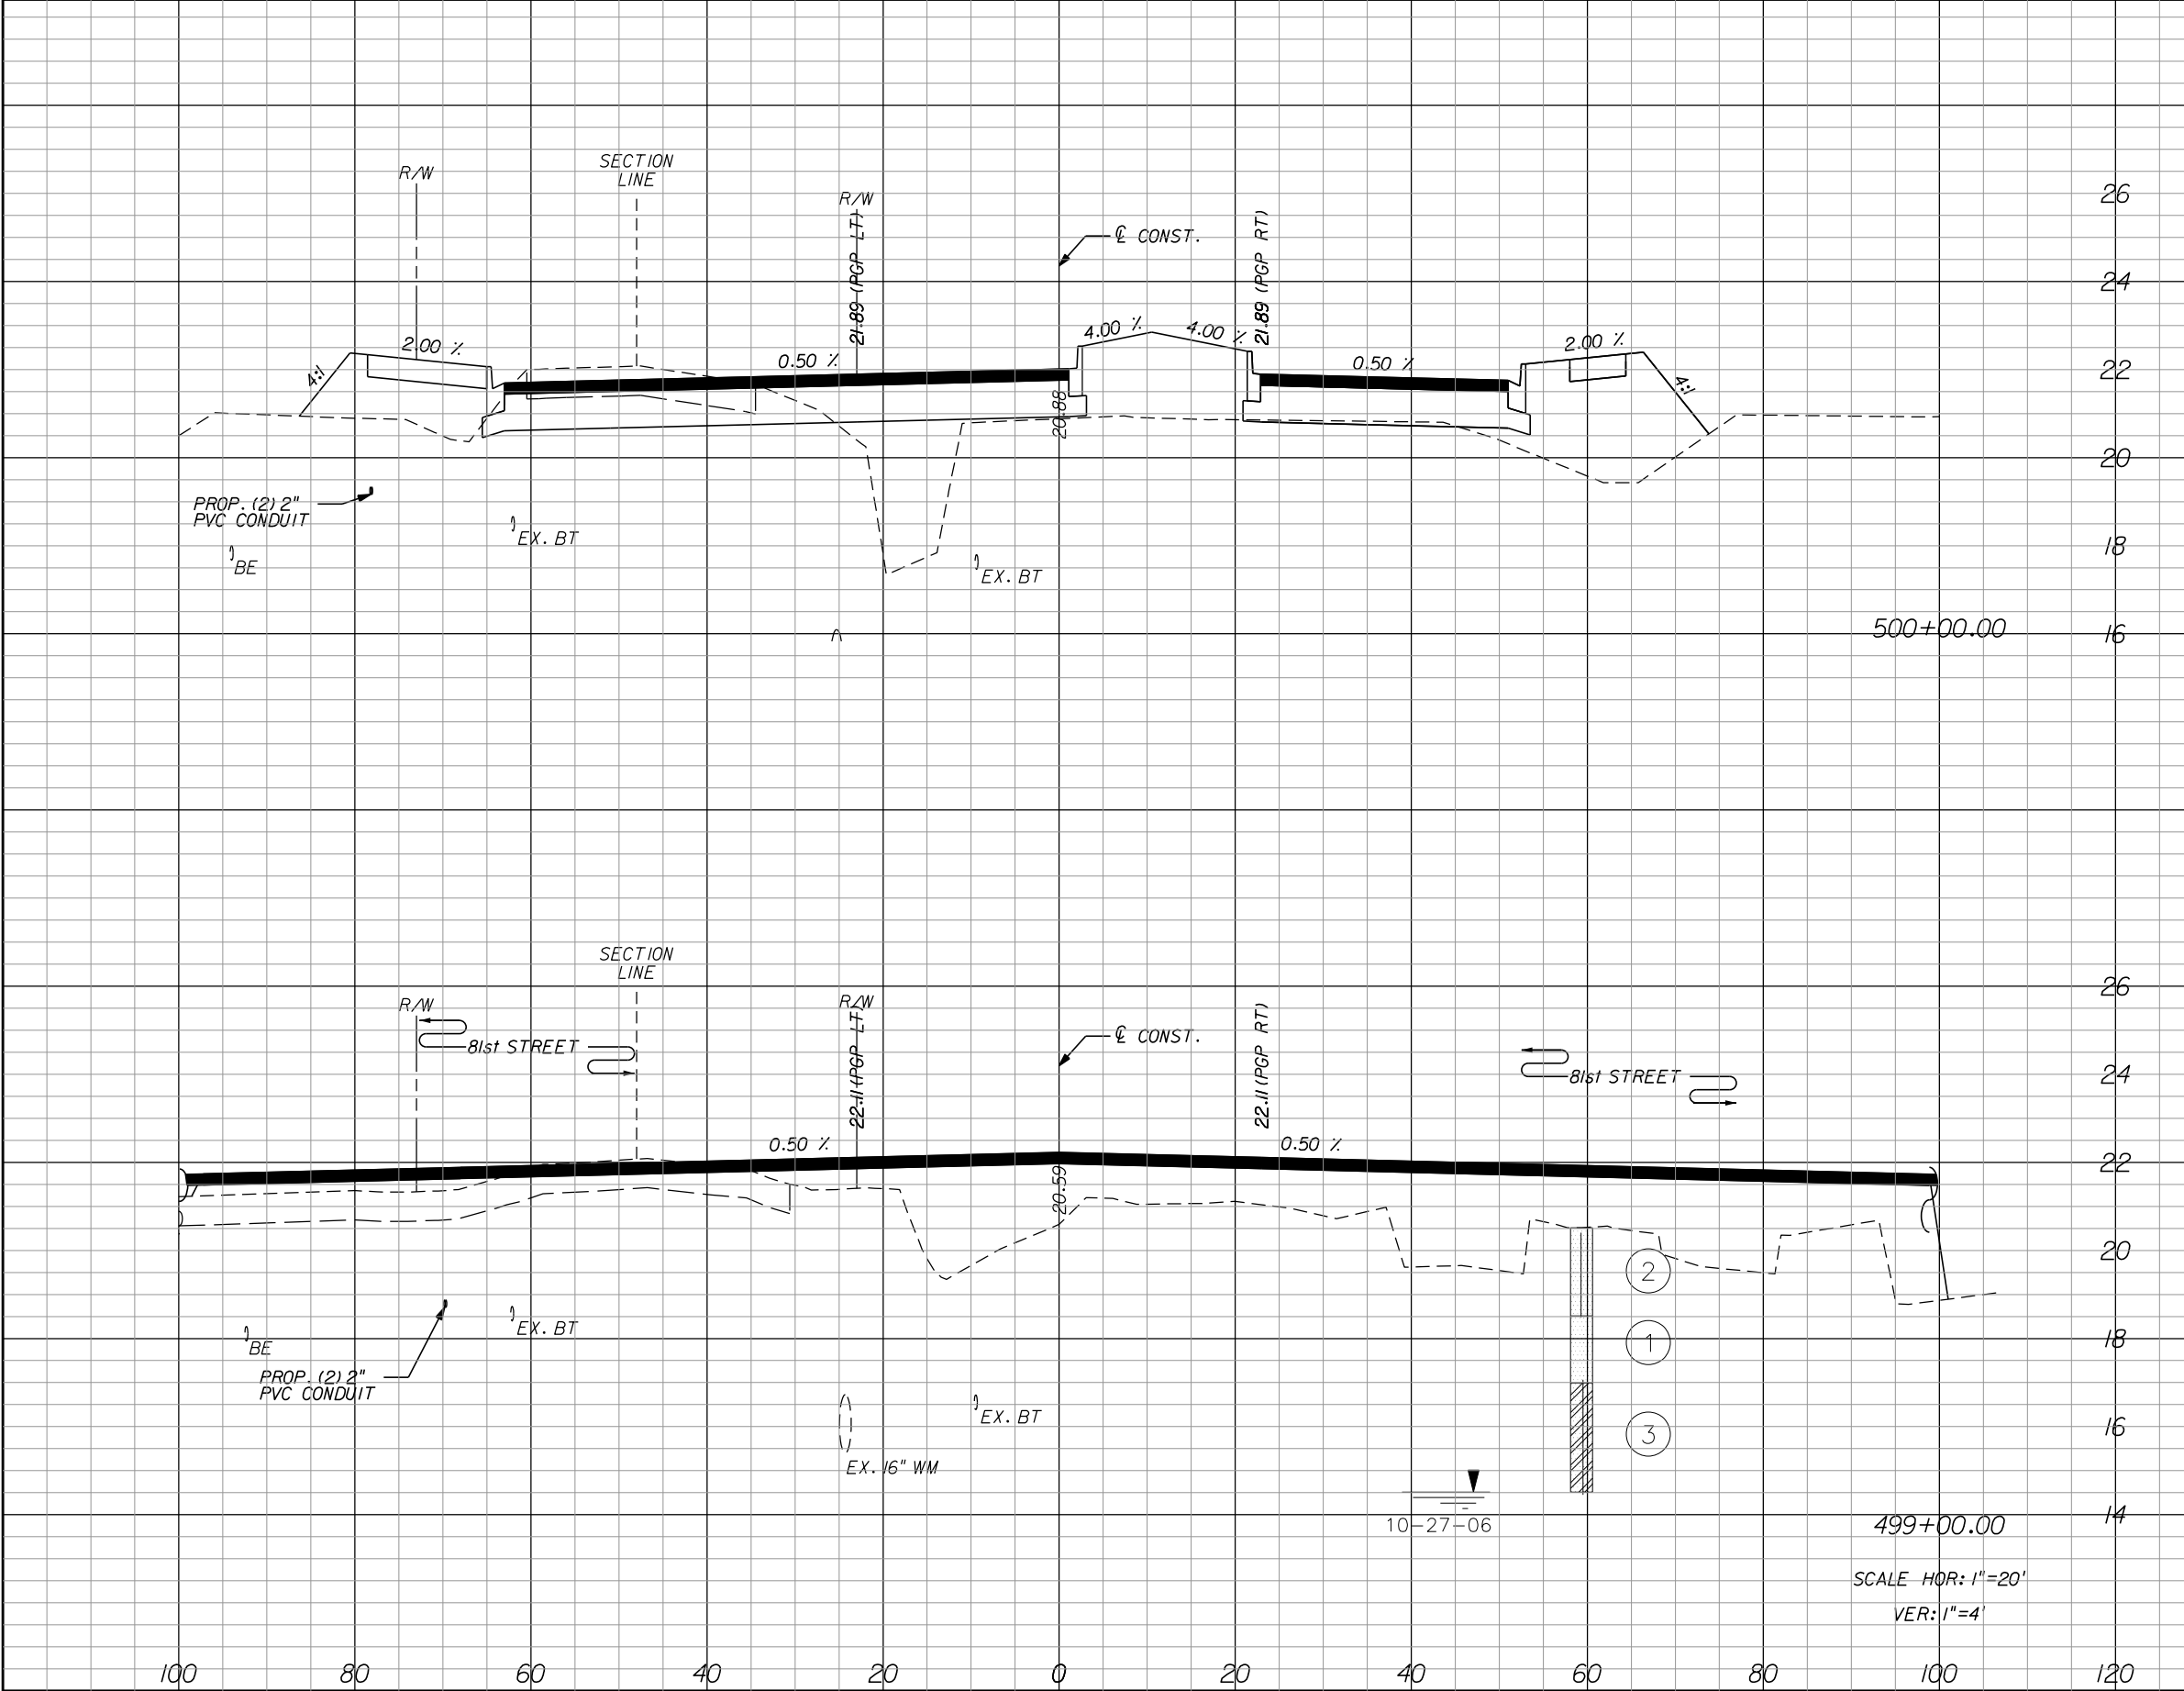 SECTION
LINE
R/W
R/W
26
21.89 (PGP LT)
21.89 (PGP RT)
℄ CONST.
24
4.00 %
4.00 %
2.00 %
0.50 %
0.50 %
2.00 %
22
4:1
4:1
20.88
20
PROP. (2) 2"
PVC CONDUIT
EX. BT
18
BE
EX. BT
500+00.00
16
SECTION
LINE
26
R/W
R/W
22.11 (PGP LT)
22.11 (PGP RT)
℄ CONST.
81st STREET
81st STREET
24
0.50 %
0.50 %
22
20.59
20
2
EX. BT
18
1
BE
PROP. (2) 2"
PVC CONDUIT
EX. BT
16
3
EX. 16" WM
14
10-27-06
499+00.00
SCALE HOR: 1"=20'
VER: 1"=4'
100 80 60 40 20 0 20 40 60 80 100 120